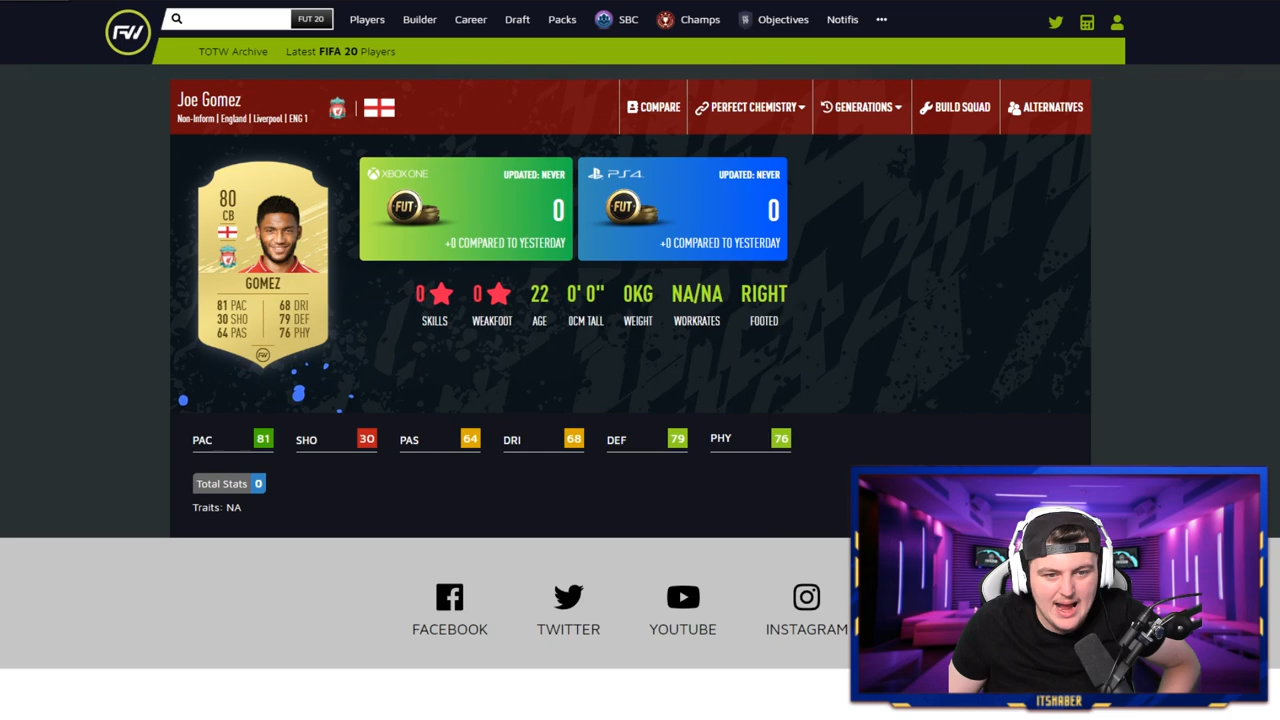 FW
FUT 20
Players
Builder
Career
Draft
Packs
SBC
Champs
Objectives
Notifis
TOTW Archive
Latest FIFA 20 Players
Joe Gomez
Non-Inform | England | Liverpool | ENG 1
COMPARE
PERFECT CHEMISTRY
GENERATIONS
BUILD SQUAD
ALTERNATIVES
80
CB
GOMEZ
81 PAC
68 DRI
30 SHO
79 DEF
64 PAS
76 PHY
FW
XBOX ONE
UPDATED: NEVER
FUT
0
+0 COMPARED TO YESTERDAY
PS4
UPDATED: NEVER
FUT
0
+0 COMPARED TO YESTERDAY
0
SKILLS
0
WEAKFOOT
22
AGE
0' 0"
0CM TALL
0KG
WEIGHT
NA/NA
WORKRATES
RIGHT
FOOTED
PAC 81
SHO 30
PAS 64
DRI 68
DEF 79
PHY 76
Total Stats 0
Traits: NA
FACEBOOK
TWITTER
YOUTUBE
INSTAGRAM
ITSHABER